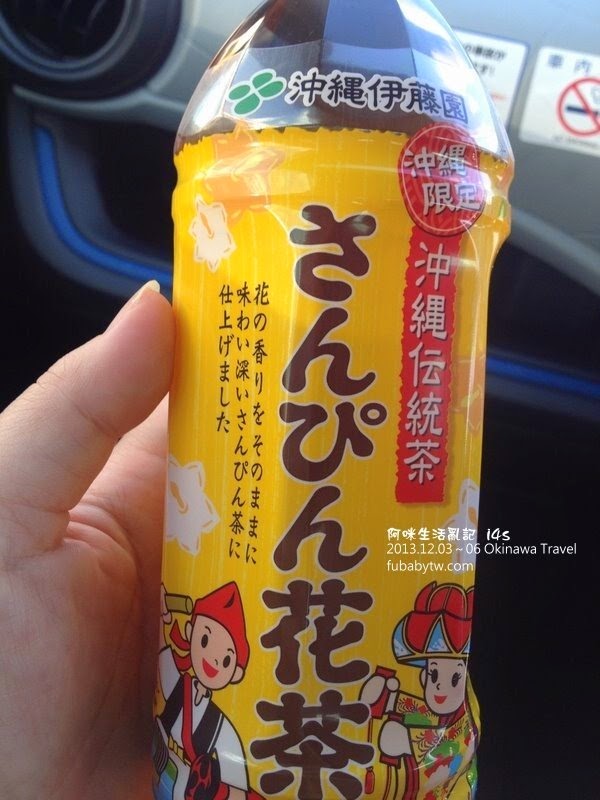 沖縄伊藤園
沖縄
限定
沖縄伝統茶
さんぴん花茶
花の香りをそのままに
味わい深いさんぴん茶に
仕上げました
車内
阿咪生活亂記 i4s
2013.12.03～06 Okinawa Travel
fubabytw.com